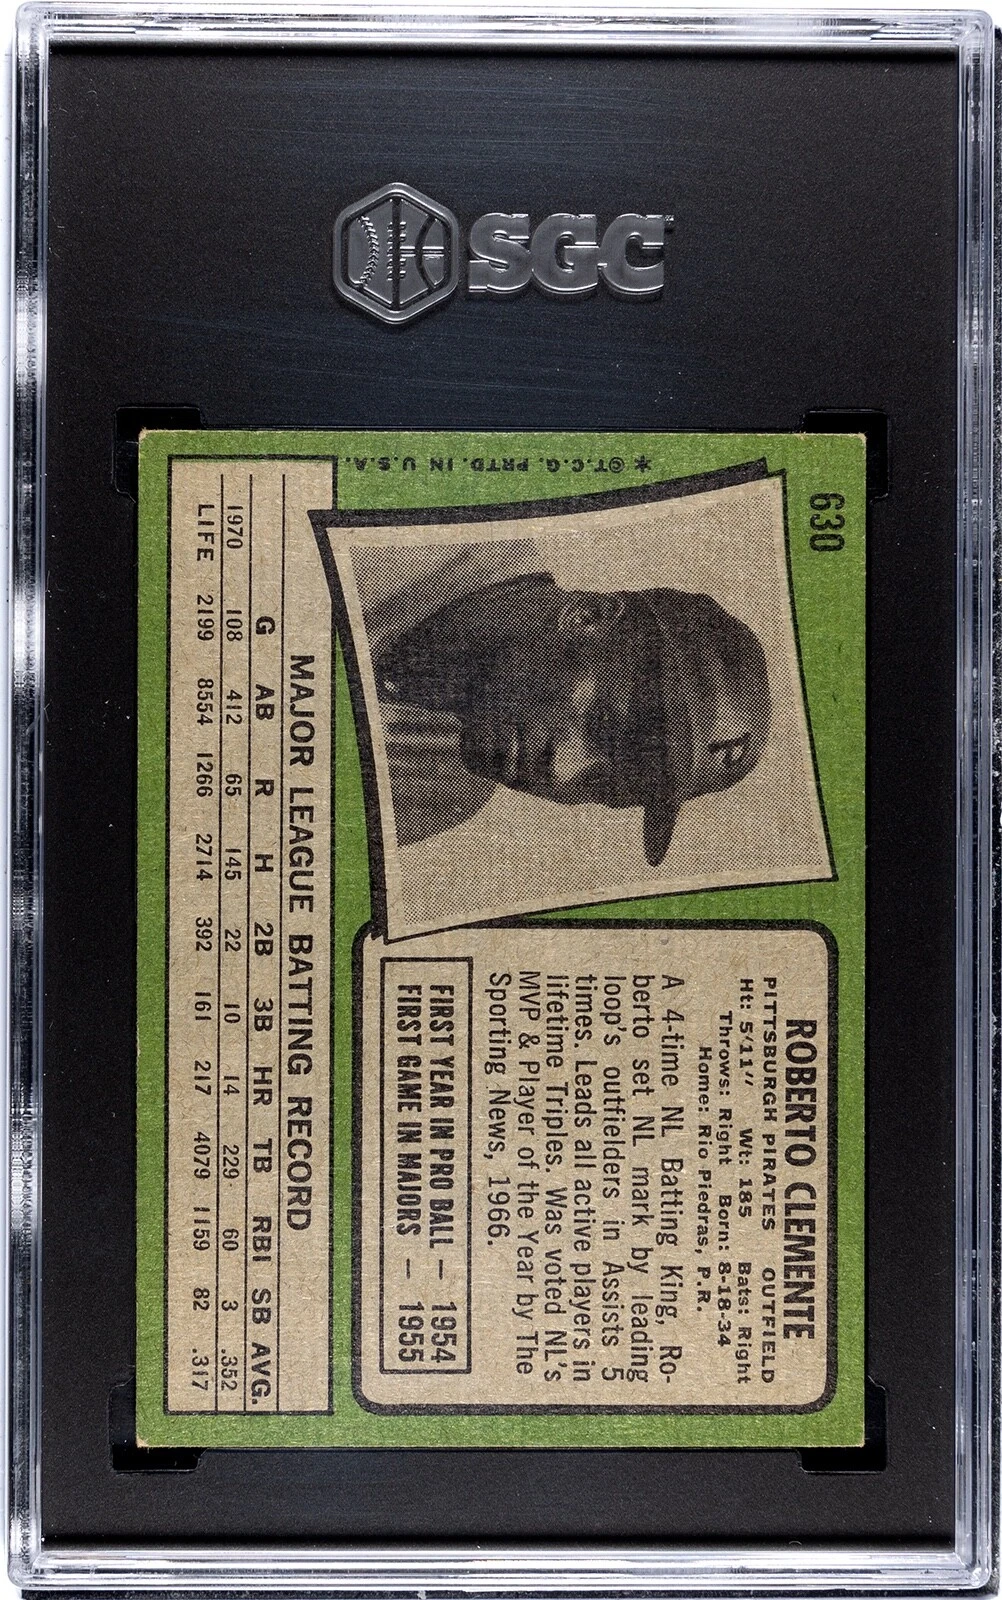 SGC
630
ROBERTO CLEMENTE
PITTSBURGH PIRATES OUTFIELD
Ht: 5'11" Wt: 185 Bats: Right
Throws: Right Born: 8-18-34
Home: Rio Piedras, P.R.
A 4-time NL Batting King, Ro-
berto set NL mark by leading
loop's outfielders in Assists 5
times. Leads all active players in
lifetime Triples. Was voted NL's
MVP & Player of the Year by The
Sporting News, 1966.
FIRST YEAR IN PRO BALL — 1954
FIRST GAME IN MAJORS — 1955
P
*©T.C.G. PRTD. IN U.S.A.
MAJOR LEAGUE BATTING RECORD
G AB R H 2B 3B HR TB RBI SB AVG.
1970 108 412 65 145 22 10 14 229 60 3 .352
LIFE 2199 8554 1266 2714 392 161 217 4079 1159 82 .317